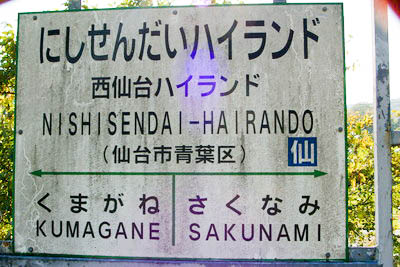 にしせんだいハイランド
西仙台ハイランド
NISHISENDAI-HAIRANDO
(仙台市青葉区)
仙
くまがね さくなみ
KUMAGANE SAKUNAMI